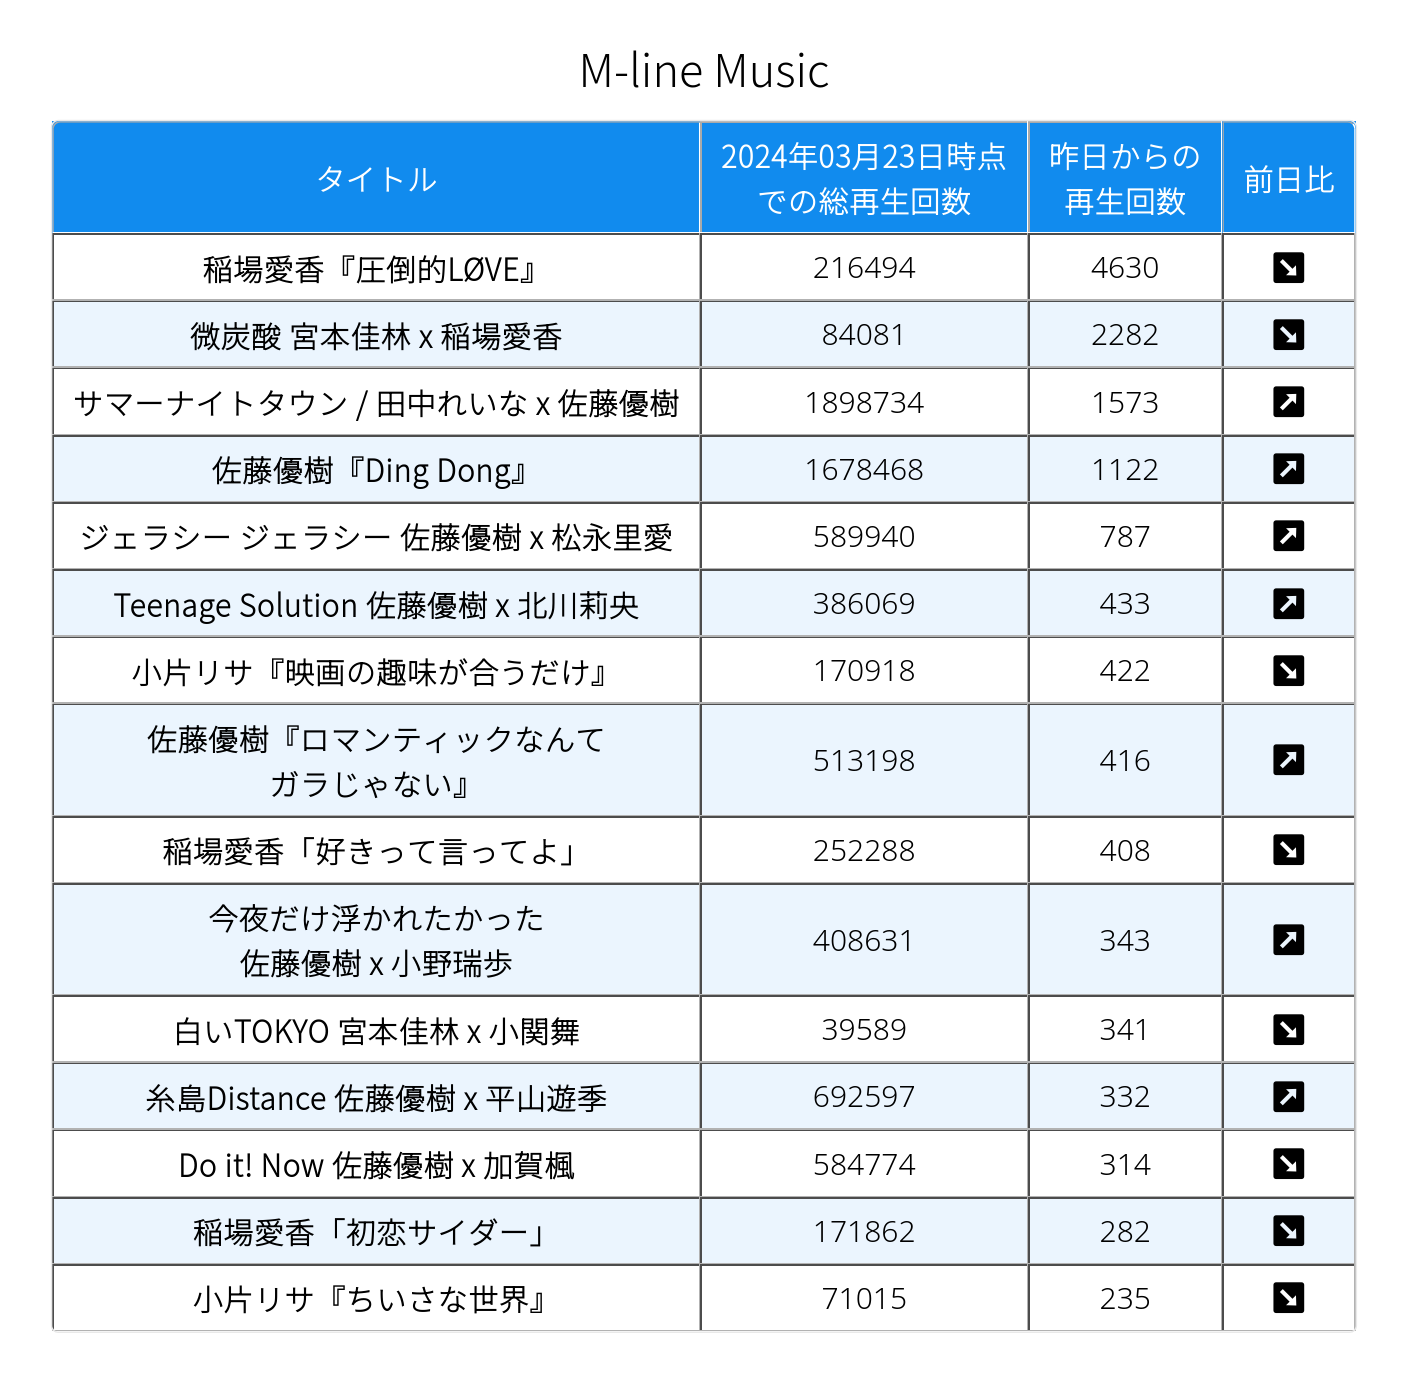 M-line Music
タイトル
2024年03月23日時点
での総再生回数
昨日からの
再生回数
前日比
稲場愛香『圧倒的LØVE』 216494 4630 ↘
微炭酸 宮本佳林 x 稲場愛香 84081 2282 ↘
サマーナイトタウン / 田中れいな x 佐藤優樹 1898734 1573 ↗
佐藤優樹『Ding Dong』 1678468 1122 ↗
ジェラシー ジェラシー 佐藤優樹 x 松永里愛 589940 787 ↗
Teenage Solution 佐藤優樹 x 北川莉央 386069 433 ↗
小片リサ『映画の趣味が合うだけ』 170918 422 ↘
佐藤優樹『ロマンティックなんて
ガラじゃない』 513198 416 ↗
稲場愛香「好きって言ってよ」 252288 408 ↘
今夜だけ浮かれたかった
佐藤優樹 x 小野瑞歩 408631 343 ↗
白いTOKYO 宮本佳林 x 小関舞 39589 341 ↘
糸島Distance 佐藤優樹 x 平山遊季 692597 332 ↗
Do it! Now 佐藤優樹 x 加賀楓 584774 314 ↘
稲場愛香「初恋サイダー」 171862 282 ↘
小片リサ『ちいさな世界』 71015 235 ↘